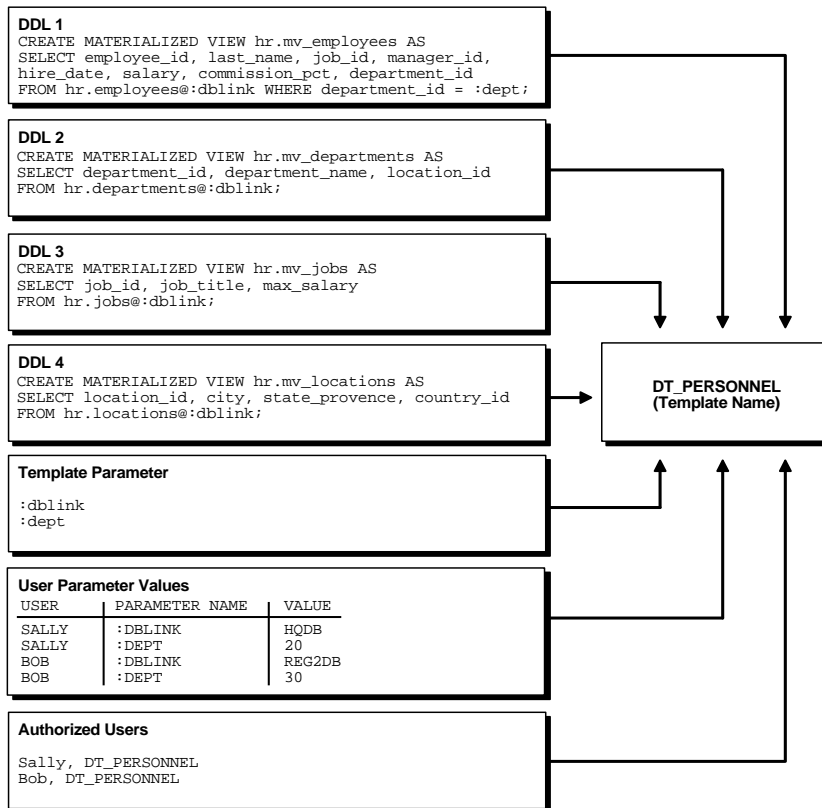 DDL 1
CREATE MATERIALIZED VIEW hr.mv_employees AS
SELECT employee_id, last_name, job_id, manager_id,
hire_date, salary, commission_pct, department_id
FROM hr.employees@:dblink WHERE department_id = :dept;
DDL 2
CREATE MATERIALIZED VIEW hr.mv_departments AS
SELECT department_id, department_name, location_id
FROM hr.departments@:dblink;
DDL 3
CREATE MATERIALIZED VIEW hr.mv_jobs AS
SELECT job_id, job_title, max_salary
FROM hr.jobs@:dblink;
DDL 4
CREATE MATERIALIZED VIEW hr.mv_locations AS
SELECT location_id, city, state_provence, country_id
FROM hr.locations@:dblink;
DT_PERSONNEL
(Template Name)
Template Parameter
:dblink
:dept
User Parameter Values
USER PARAMETER NAME VALUE
SALLY :DBLINK HQDB
SALLY :DEPT 20
BOB :DBLINK REG2DB
BOB :DEPT 30
Authorized Users
Sally, DT_PERSONNEL
Bob, DT_PERSONNEL